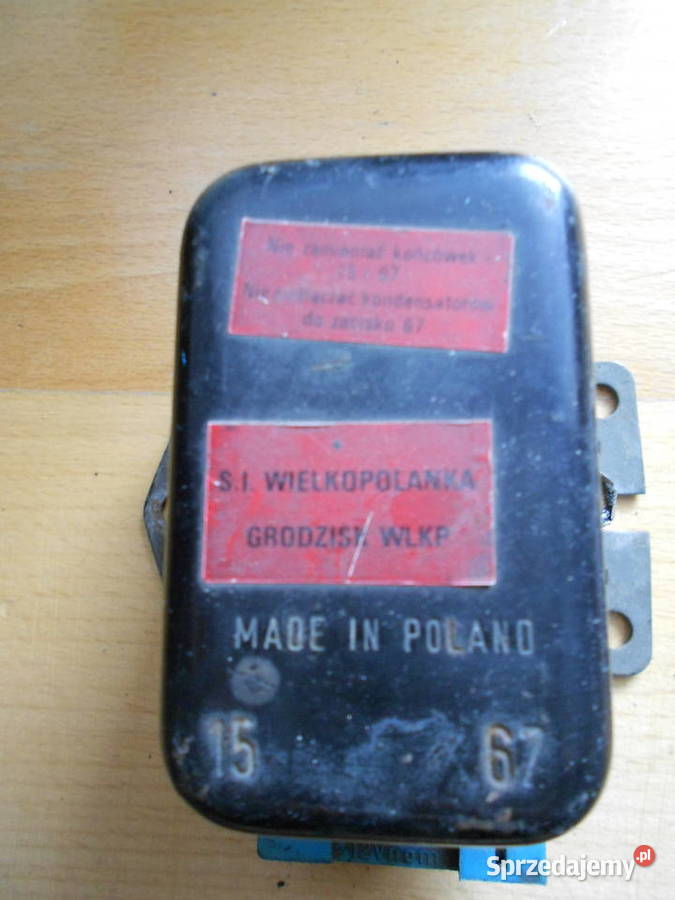 Nie zamieniać końcówek -
15 i 67
Nie podłączać kondensatorów
do zacisku 67
S.I. WIELKOPOLANKA
GRODZISK WLKP
MADE IN POLAND
15 67
Sprzedajemy.pl